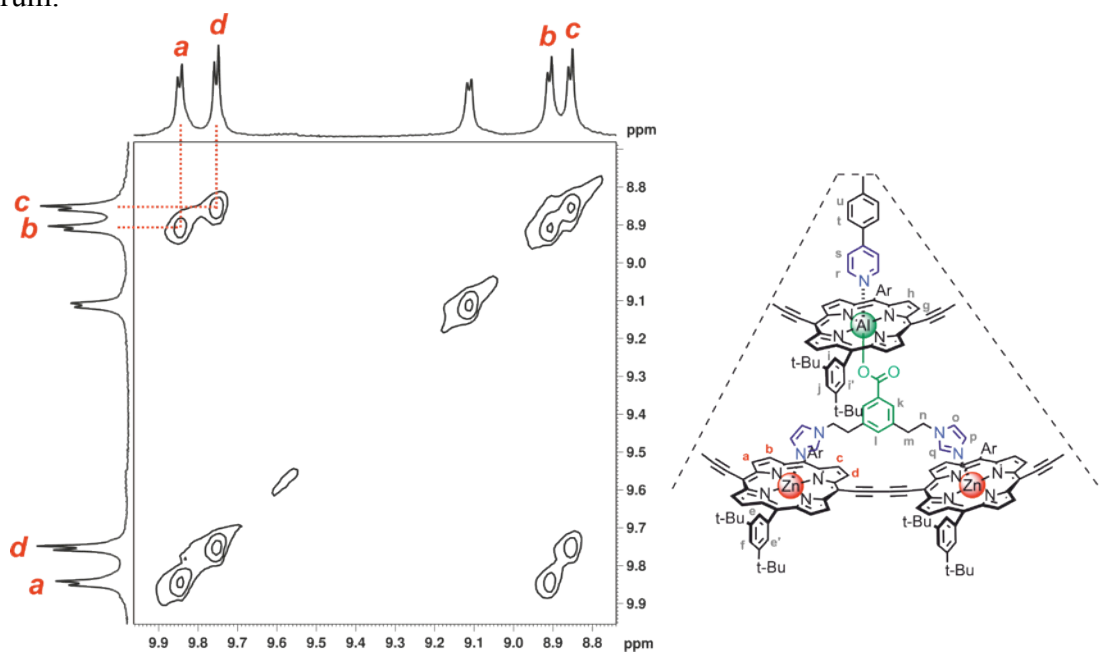 rum.
a d b c
ppm
c
b
d
a
8.8
8.9
9.0
9.1
9.2
9.3
9.4
9.5
9.6
9.7
9.8
9.9
9.9 9.8 9.7 9.6 9.5 9.4 9.3 9.2 9.1 9.0 8.9 8.8 ppm
u
t
s
r
N
Ar h
g
N N
Al
N N
t-Bu i
O O
j i'
t-Bu k
n o
N N
N l m q N p
Ar Ar
a b c d
N N N N
Zn Zn
N N N N
t-Bu e t-Bu
f e'
t-Bu t-Bu